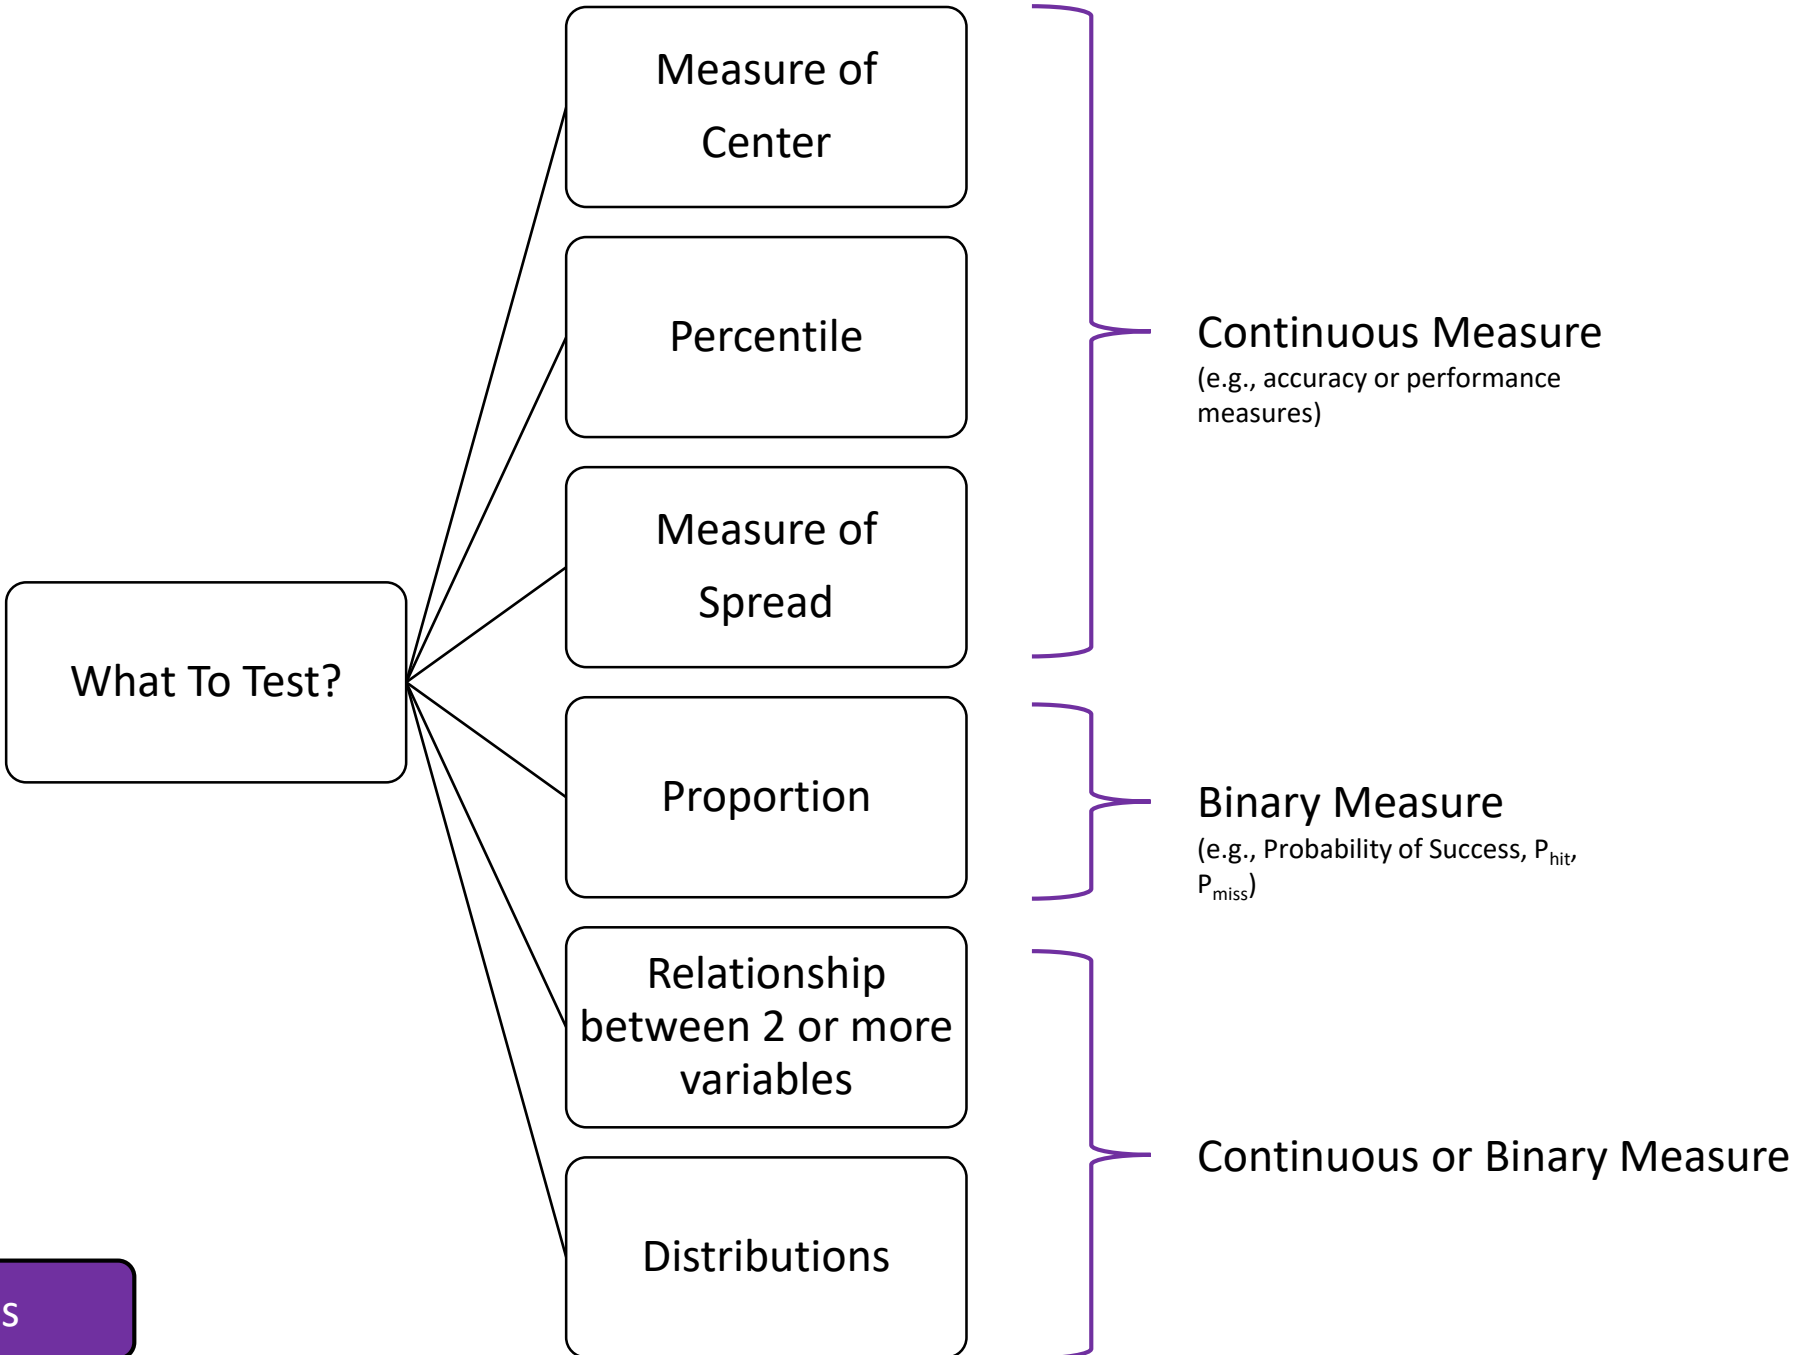 Measure of
Center
Percentile
Continuous Measure
(e.g., accuracy or performance
measures)
Measure of
Spread
What To Test?
Proportion
Binary Measure
(e.g., Probability of Success, Phit,
Pmiss)
Relationship
between 2 or more
variables
Continuous or Binary Measure
Distributions
s